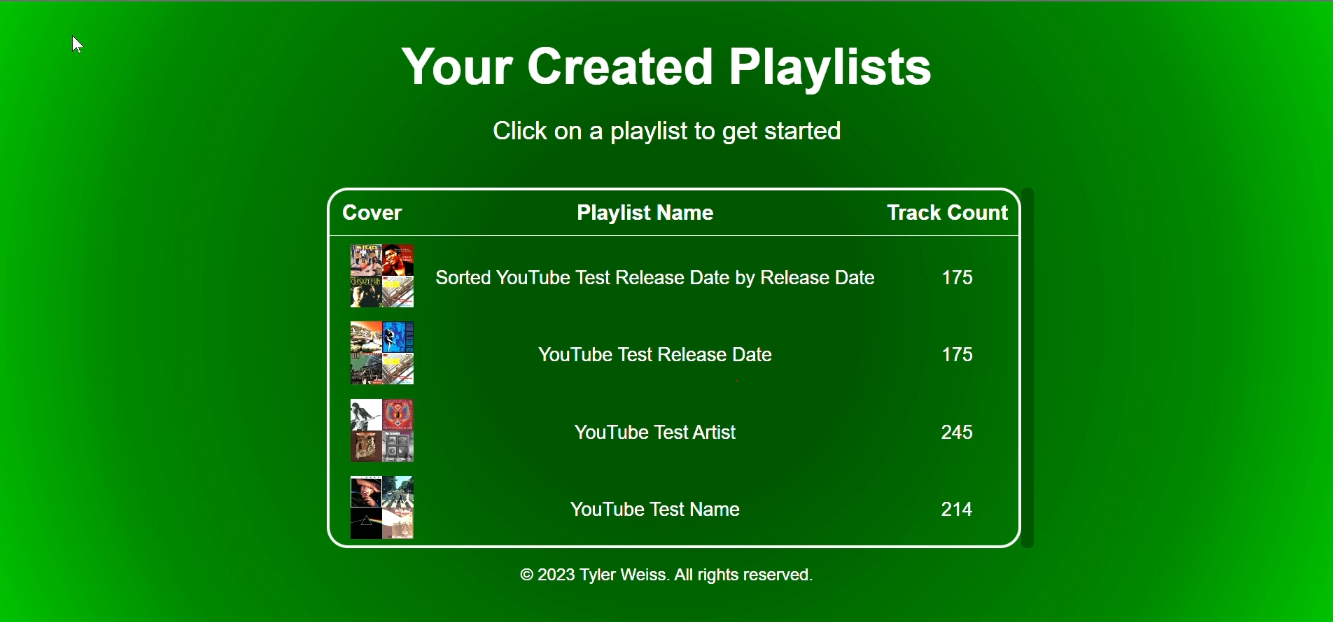 Your Created Playlists
Click on a playlist to get started
Cover Playlist Name Track Count
Sorted YouTube Test Release Date by Release Date 175
YouTube Test Release Date 175
YouTube Test Artist 245
YouTube Test Name 214
© 2023 Tyler Weiss. All rights reserved.